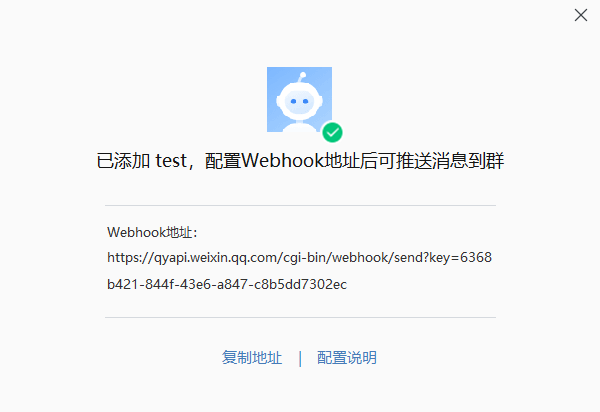 已添加 test，配置Webhook地址后可推送消息到群
Webhook地址：
https://qyapi.weixin.qq.com/cgi-bin/webhook/send?key=6368
b421-844f-43e6-a847-c8b5dd7302ec
复制地址 | 配置说明